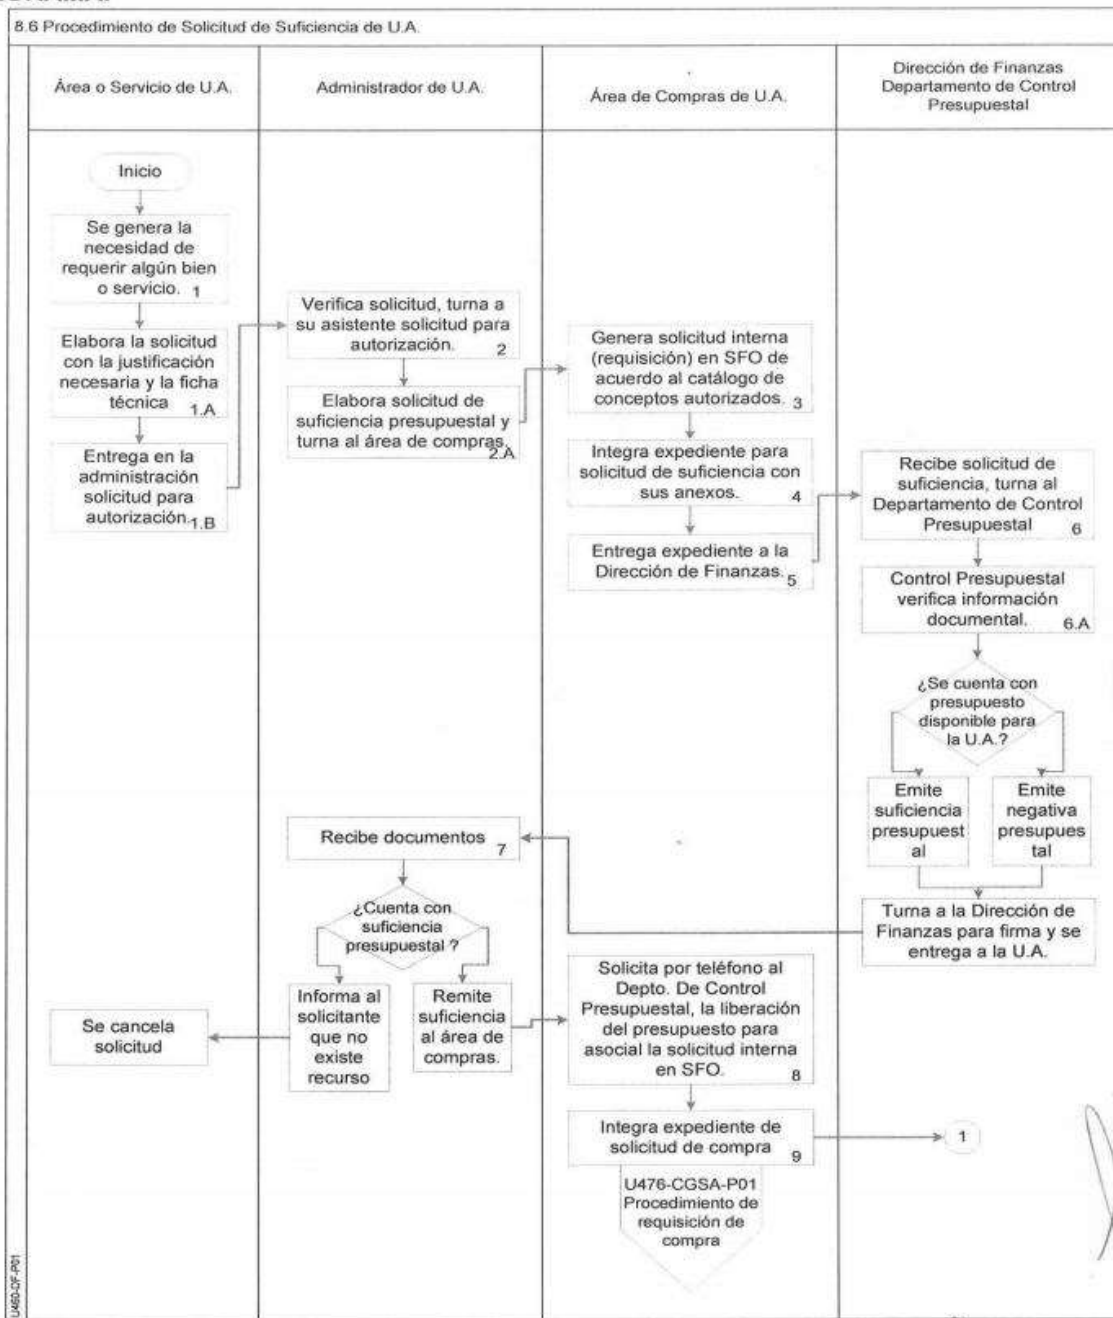 8.6 Procedimiento de Solicitud de Suficiencia de U.A.
Área o Servicio de U.A.
Administrador de U.A.
Área de Compras de U.A.
Dirección de Finanzas
Departamento de Control
Presupuestal
Inicio
Se genera la
necesidad de
requerir algún bien
o servicio. 1
Elabora la solicitud
con la justificación
necesaria y la ficha
técnica 1.A
Entrega en la
administración
solicitud para
autorización. 1.B
Verifica solicitud, turna a
su asistente solicitud para
autorización. 2
Elabora solicitud de
suficiencia presupuestal y
turna al área de compras. 2.A
Genera solicitud interna
(requisición) en SFO de
acuerdo al catálogo de
conceptos autorizados. 3
Integra expediente para
solicitud de suficiencia con
sus anexos. 4
Entrega expediente a la
Dirección de Finanzas. 5
Recibe solicitud de
suficiencia, turna al
Departamento de Control
Presupuestal 6
Control Presupuestal
verifica información
documental. 6.A
¿Se cuenta con
presupuesto
disponible para
la U.A.?
Emite
suficiencia
presupuest
al
Emite
negativa
presupues
tal
Turna a la Dirección de
Finanzas para firma y se
entrega a la U.A.
Recibe documentos 7
¿Cuenta con
suficiencia
presupuestal ?
Informa al
solicitante
que no
existe
recurso
Remite
suficiencia
al área de
compras.
Se cancela
solicitud
Solicita por teléfono al
Depto. De Control
Presupuestal, la liberación
del presupuesto para
asocial la solicitud interna
en SFO. 8
Integra expediente de
solicitud de compra 9
1
U476-CGSA-P01
Procedimiento de
requisición de
compra
U460-DF-P01